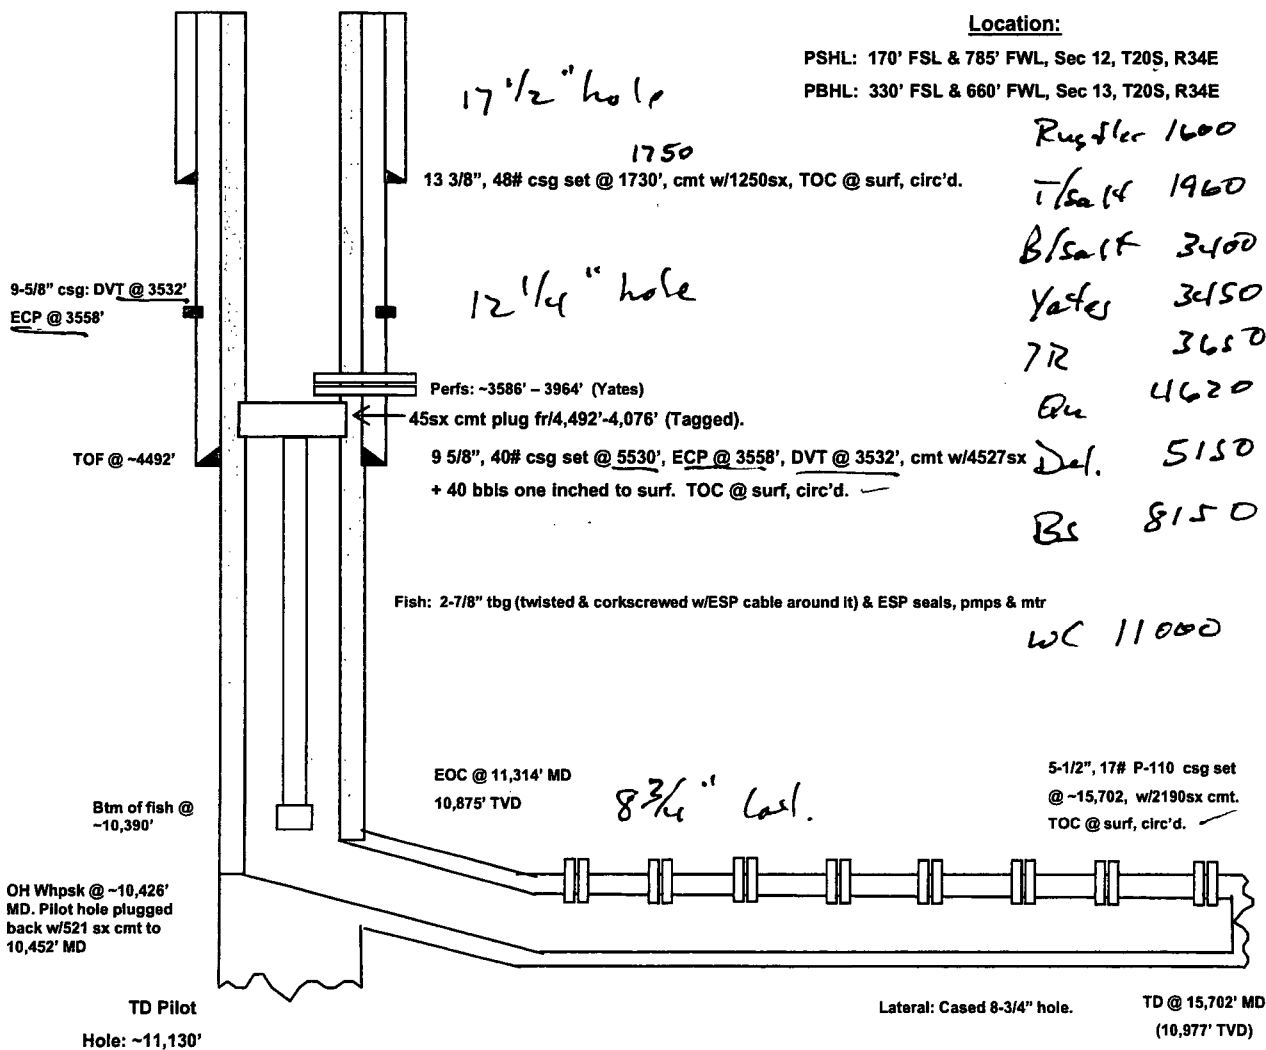 Location:
PSHL: 170' FSL & 785' FWL, Sec 12, T20S, R34E
PBHL: 330' FSL & 660' FWL, Sec 13, T20S, R34E
17 1/2" hole
Rustler 1600
1750
13 3/8", 48# csg set @ 1730', cmt w/1250sx, TOC @ surf, circ'd.
T/Salt 1960
B/Salt 3400
9-5/8" csg: DVT @ 3532'
ECP @ 3558'
12 1/4" hole
Yates 3450
7R 3650
Perfs: ~3586' – 3964' (Yates)
Qu 4620
45sx cmt plug fr/4,492'-4,076' (Tagged).
TOF @ ~4492'
9 5/8", 40# csg set @ 5530', ECP @ 3558', DVT @ 3532', cmt w/4527sx
+ 40 bbls one inched to surf. TOC @ surf, circ'd.
Del. 5150
BS 8150
Fish: 2-7/8" tbg (twisted & corkscrewed w/ESP cable around it) & ESP seals, pmps & mtr
WC 11000
EOC @ 11,314' MD
10,875' TVD
8 3/4"
5-1/2", 17# P-110 csg set
@ ~15,702, w/2190sx cmt.
TOC @ surf, circ'd.
Btm of fish @
~10,390'
OH Whpsk @ ~10,426'
MD. Pilot hole plugged
back w/521 sx cmt to
10,452' MD
TD Pilot
Hole: ~11,130'
Lateral: Cased 8-3/4" hole.
TD @ 15,702' MD
(10,977' TVD)